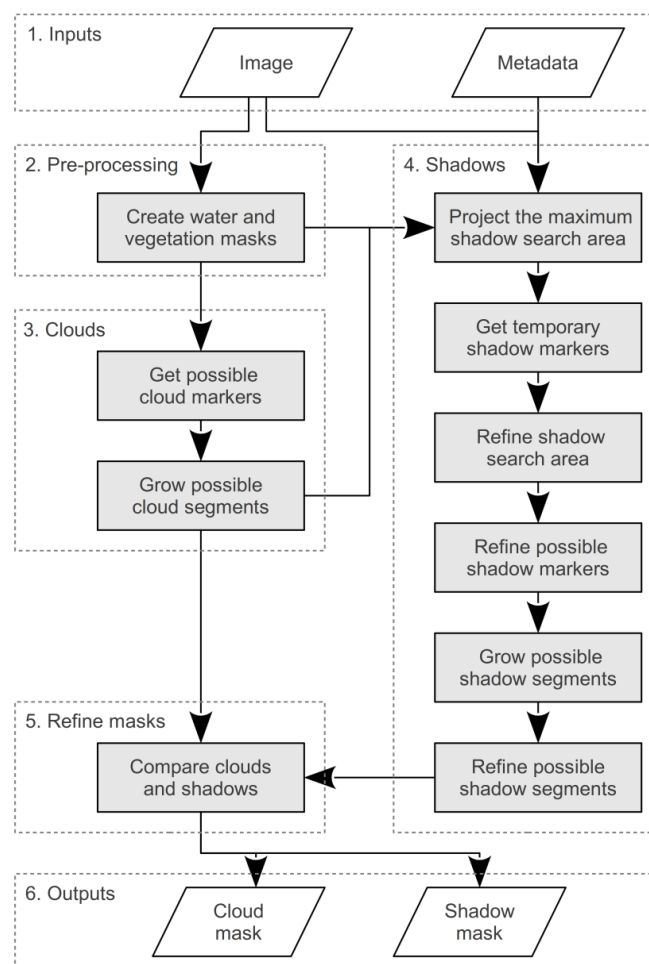 1. Inputs
Image
Metadata
2. Pre-processing
Create water and
vegetation masks
3. Clouds
Get possible
cloud markers
Grow possible
cloud segments
4. Shadows
Project the maximum
shadow search area
Get temporary
shadow markers
Refine shadow
search area
Refine possible
shadow markers
Grow possible
shadow segments
Refine possible
shadow segments
5. Refine masks
Compare clouds
and shadows
6. Outputs
Cloud
mask
Shadow
mask